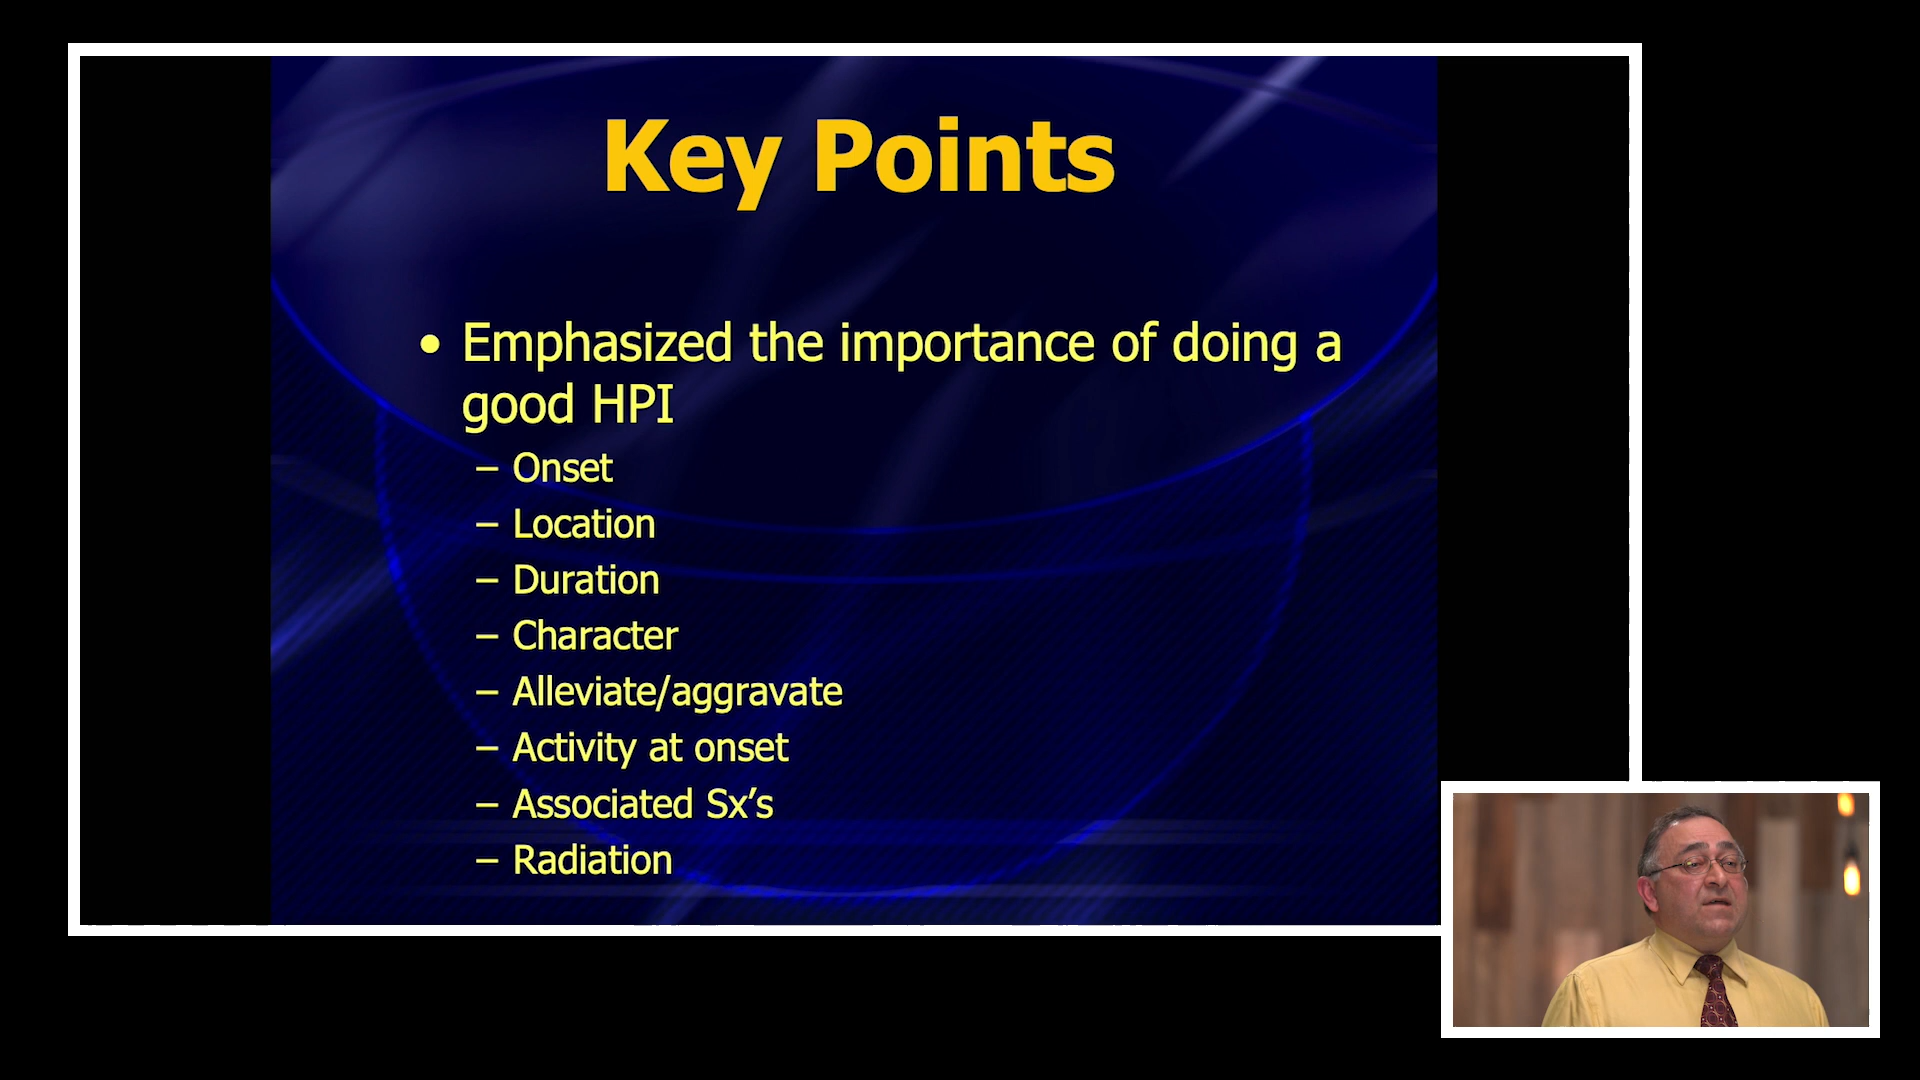 Key Points
• Emphasized the importance of doing a
good HPI
– Onset
– Location
– Duration
– Character
– Alleviate/aggravate
– Activity at onset
– Associated Sx’s
– Radiation